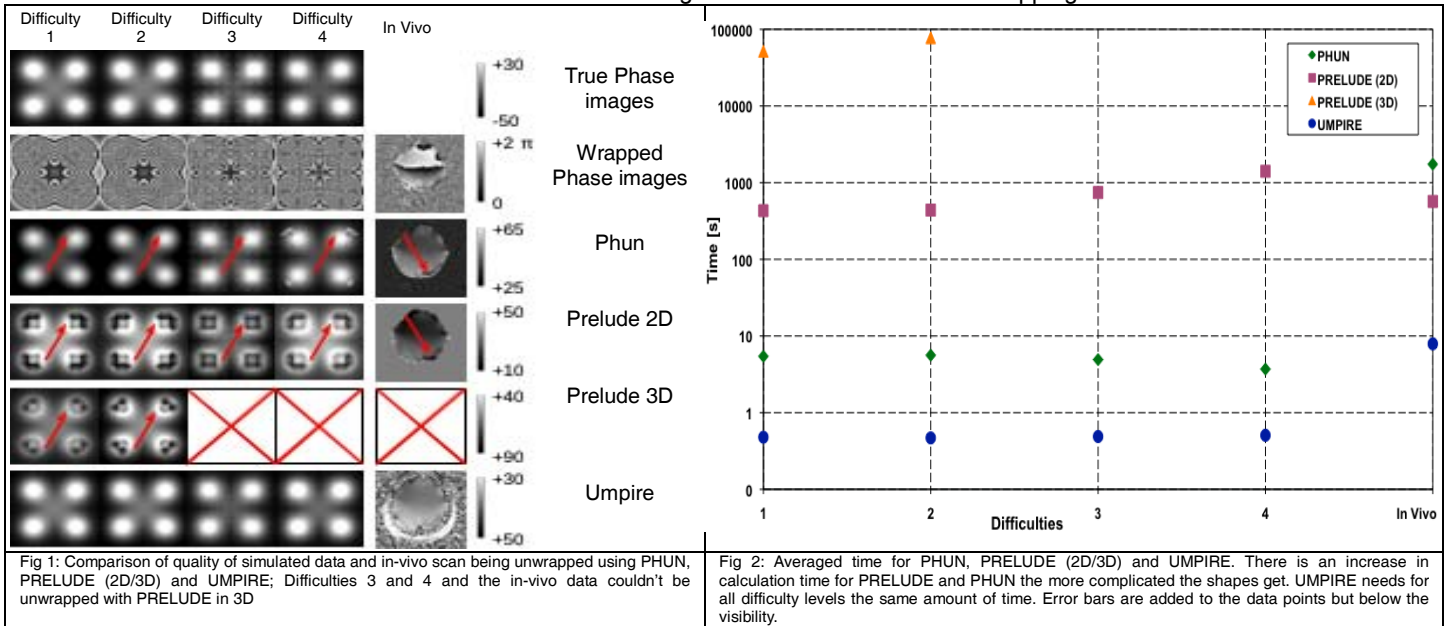 Difficulty 1
Difficulty 2
Difficulty 3
Difficulty 4
In Vivo
+30
-50
True Phase images
+2 π
0
Wrapped Phase images
+65
+25
Phun
+50
+10
Prelude 2D
+40
+90
Prelude 3D
+30
+50
Umpire
Fig 1: Comparison of quality of simulated data and in-vivo scan being unwrapped using PHUN,
PRELUDE (2D/3D) and UMPIRE; Difficulties 3 and 4 and the in-vivo data couldn't be
unwrapped with PRELUDE in 3D
100000
10000
1000
100
10
1
0
Time [s]
PHUN
PRELUDE (2D)
PRELUDE (3D)
UMPIRE
1
2
3
4
In Vivo
Difficulties
Fig 2: Averaged time for PHUN, PRELUDE (2D/3D) and UMPIRE. There is an increase in
calculation time for PRELUDE and PHUN the more complicated the shapes get. UMPIRE needs for
all difficulty levels the same amount of time. Error bars are added to the data points but below the
visibility.